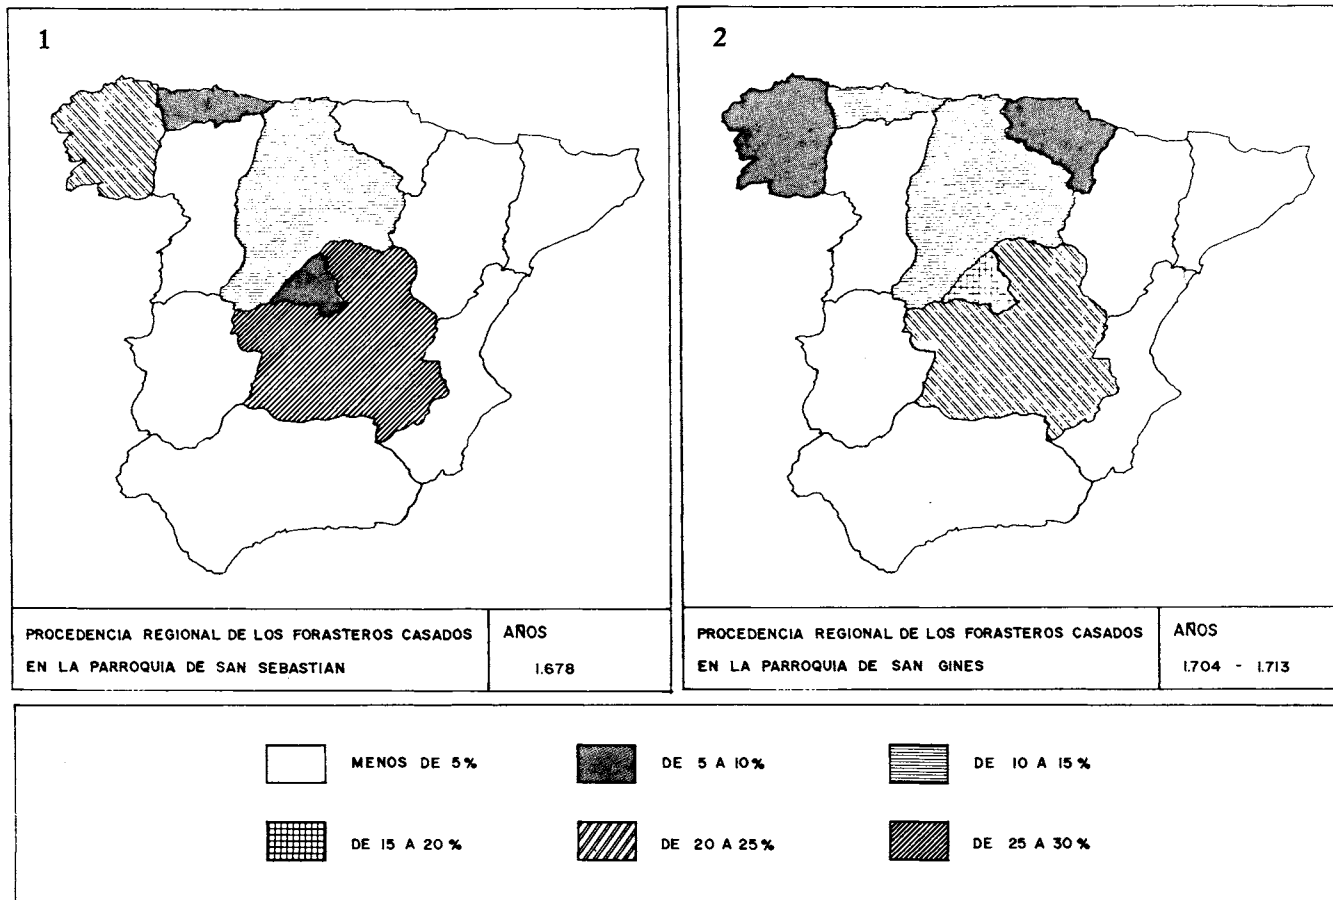 1
PROCEDENCIA REGIONAL DE LOS FORASTEROS CASADOS
EN LA PARROQUIA DE SAN SEBASTIAN
AÑOS
1.678
2
PROCEDENCIA REGIONAL DE LOS FORASTEROS CASADOS
EN LA PARROQUIA DE SAN GINES
AÑOS
1.704 - 1.713
MENOS DE 5%
DE 5 A 10%
DE 10 A 15%
DE 15 A 20%
DE 20 A 25%
DE 25 A 30%